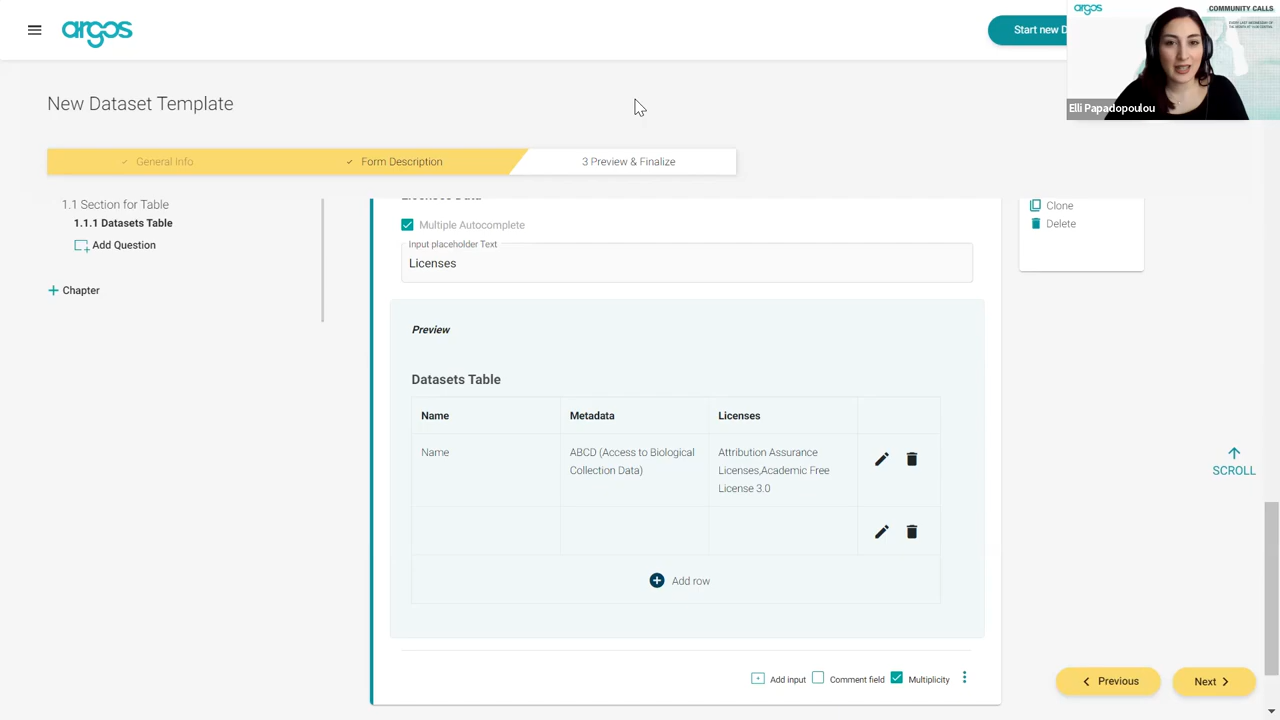 argos
Start new D
argos
COMMUNITY CALLS
Elli Papadopoulou
New Dataset Template
General Info
Form Description
3 Preview & Finalize
1.1 Section for Table
1.1.1 Datasets Table
Add Question
Chapter
Licenses Data
Multiple Autocomplete
Input placeholder Text
Licenses
Clone
Delete
Preview
Datasets Table
Name
Metadata
Licenses
Name
ABCD (Access to Biological
Collection Data)
Attribution Assurance
Licenses,Academic Free
License 3.0
Add row
SCROLL
Add input
Comment field
Multiplicity
Previous
Next